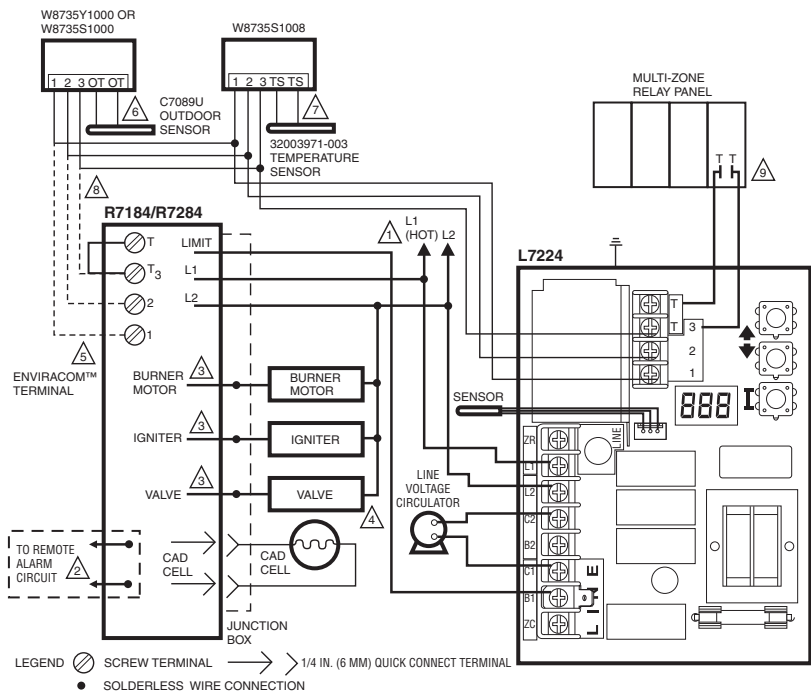 W8735Y1000 OR
W8735S1000
1 2 3 OT OT
6
C7089U
OUTDOOR
SENSOR
W8735S1008
1 2 3 TS TS
7
32003971-003
TEMPERATURE
SENSOR
MULTI-ZONE
RELAY PANEL
T T
9
8
R7184/R7284
T
T3
2
1
LIMIT
L1
L2
1
L1
(HOT) L2
L7224
T
T 3
2
1
5
ENVIRACOM™
TERMINAL
BURNER
MOTOR
3
BURNER
MOTOR
IGNITER
3
IGNITER
VALVE
3
VALVE
4
SENSOR
888
LINE
VOLTAGE
CIRCULATOR
ZR
L1
L2
C2
B2
C1
B1
ZC
LINE
LINE
TO REMOTE
ALARM
CIRCUIT
2
CAD
CELL
CAD
CELL
JUNCTION
BOX
LEGEND SCREW TERMINAL 1/4 IN. (6 MM) QUICK CONNECT TERMINAL
SOLDERLESS WIRE CONNECTION